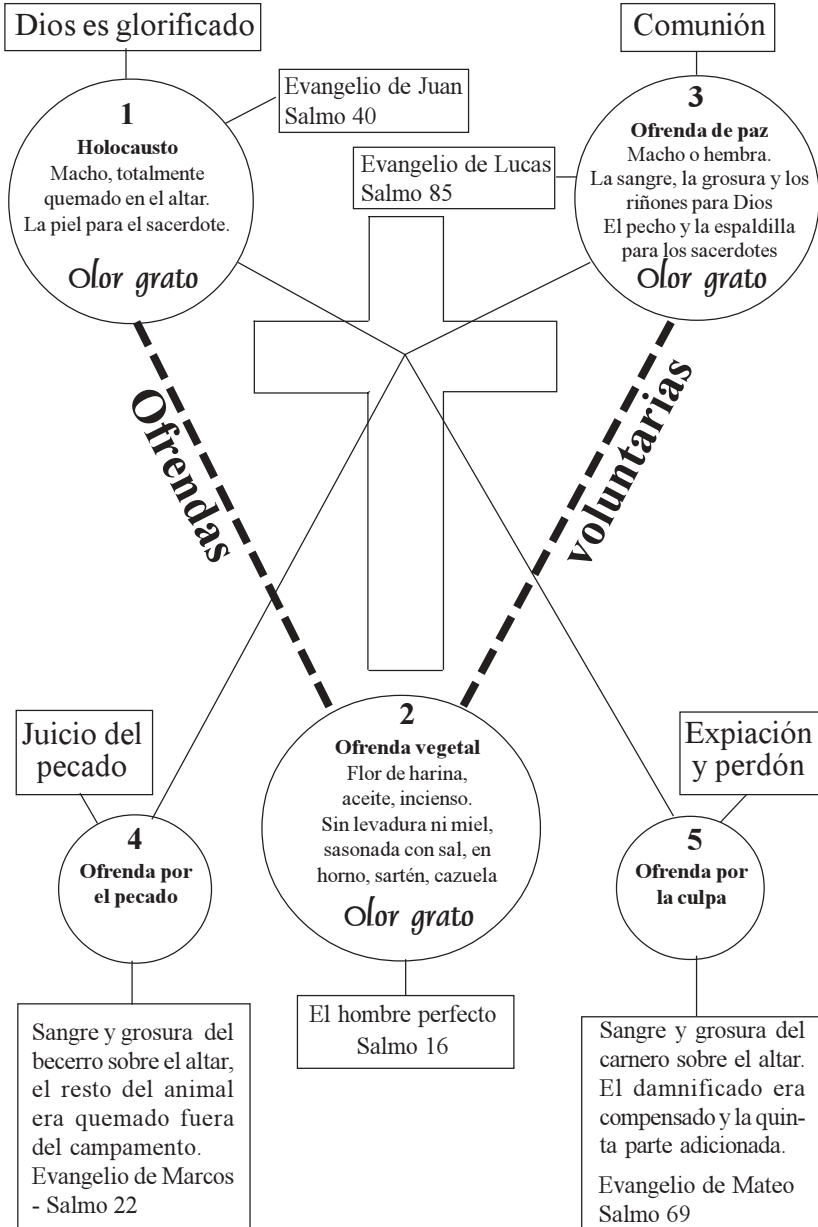 Dios es glorificado
1
Holocausto
Macho, totalmente
quemado en el altar.
La piel para el sacerdote.
Olor grato
Evangelio de Juan
Salmo 40
Comunión
3
Ofrenda de paz
Macho o hembra.
La sangre, la grosura y los
riñones para Dios
El pecho y la espaldilla
para los sacerdotes
Olor grato
Evangelio de Lucas
Salmo 85
Ofrendas
voluntarias
2
Ofrenda vegetal
Flor de harina,
aceite, incienso.
Sin levadura ni miel,
sasonada con sal, en
horno, sartén, cazuela
Olor grato
El hombre perfecto
Salmo 16
Juicio del
pecado
4
Ofrenda por
el pecado
Sangre y grosura del
becerro sobre el altar,
el resto del animal
era quemado fuera
del campamento.
Evangelio de Marcos
- Salmo 22
Expiación
y perdón
5
Ofrenda por
la culpa
Sangre y grosura del
carnero sobre el altar.
El damnificado era
compensado y la quin-
ta parte adicionada.
Evangelio de Mateo
Salmo 69